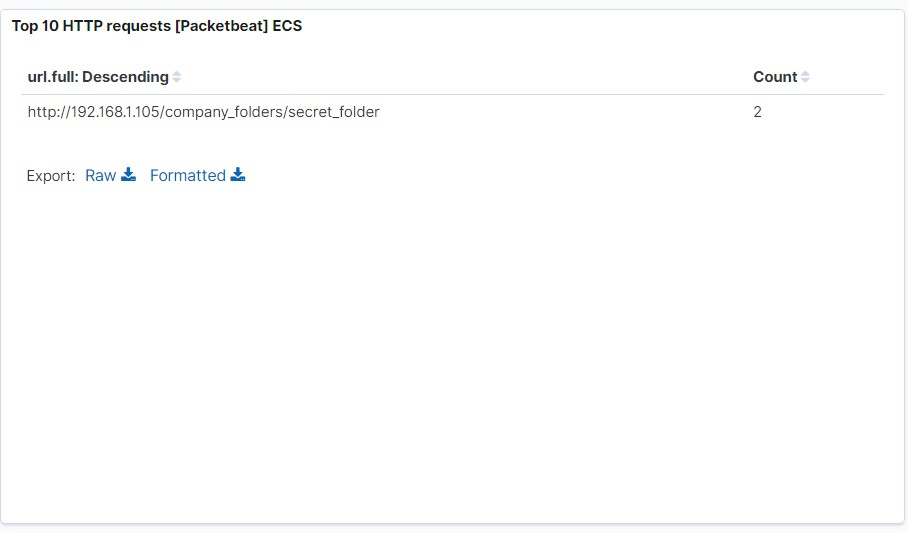 Top 10 HTTP requests [Packetbeat] ECS
url.full: Descending Count
http://192.168.1.105/company_folders/secret_folder 2
Export: Raw Formatted